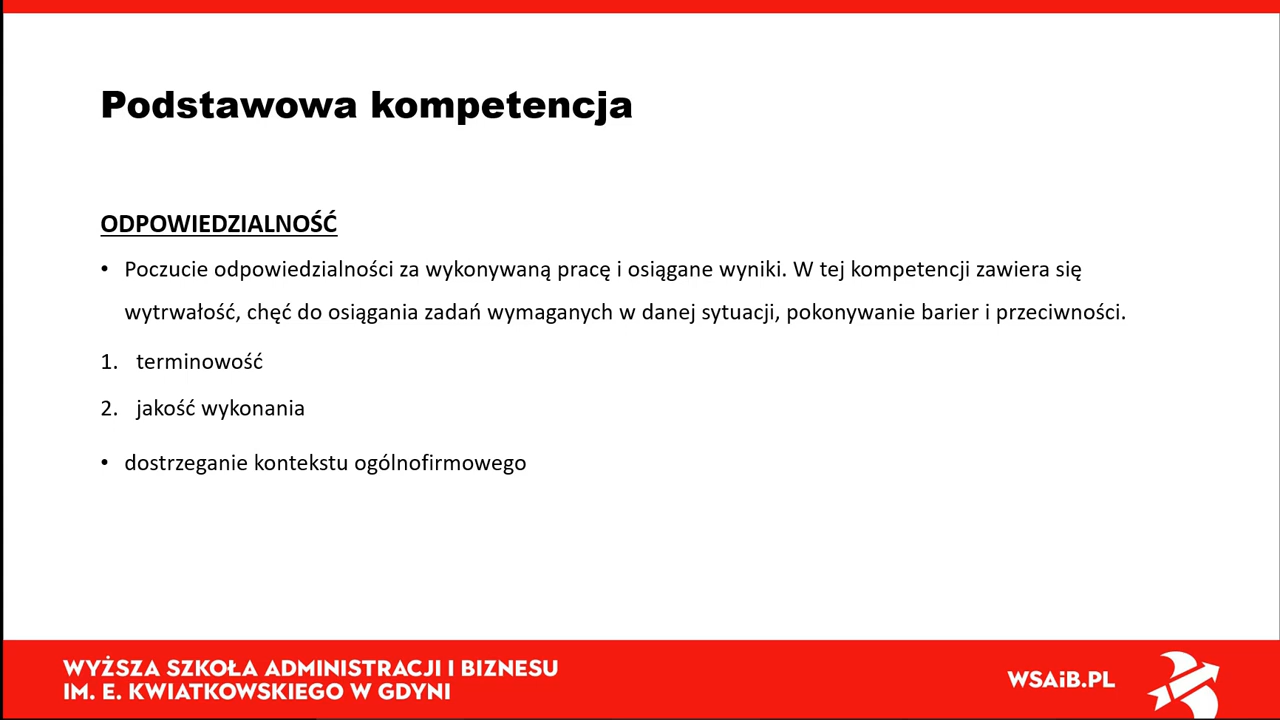 Podstawowa kompetencja
ODPOWIEDZIALNOŚĆ
• Poczucie odpowiedzialności za wykonywaną pracę i osiągane wyniki. W tej kompetencji zawiera się
wytrwałość, chęć do osiągania zadań wymaganych w danej sytuacji, pokonywanie barier i przeciwności.
1. terminowość
2. jakość wykonania
• dostrzeganie kontekstu ogólnofirmowego
WYŻSZA SZKOŁA ADMINISTRACJI I BIZNESU
IM. E. KWIATKOWSKIEGO W GDYNI
WSAiB.PL